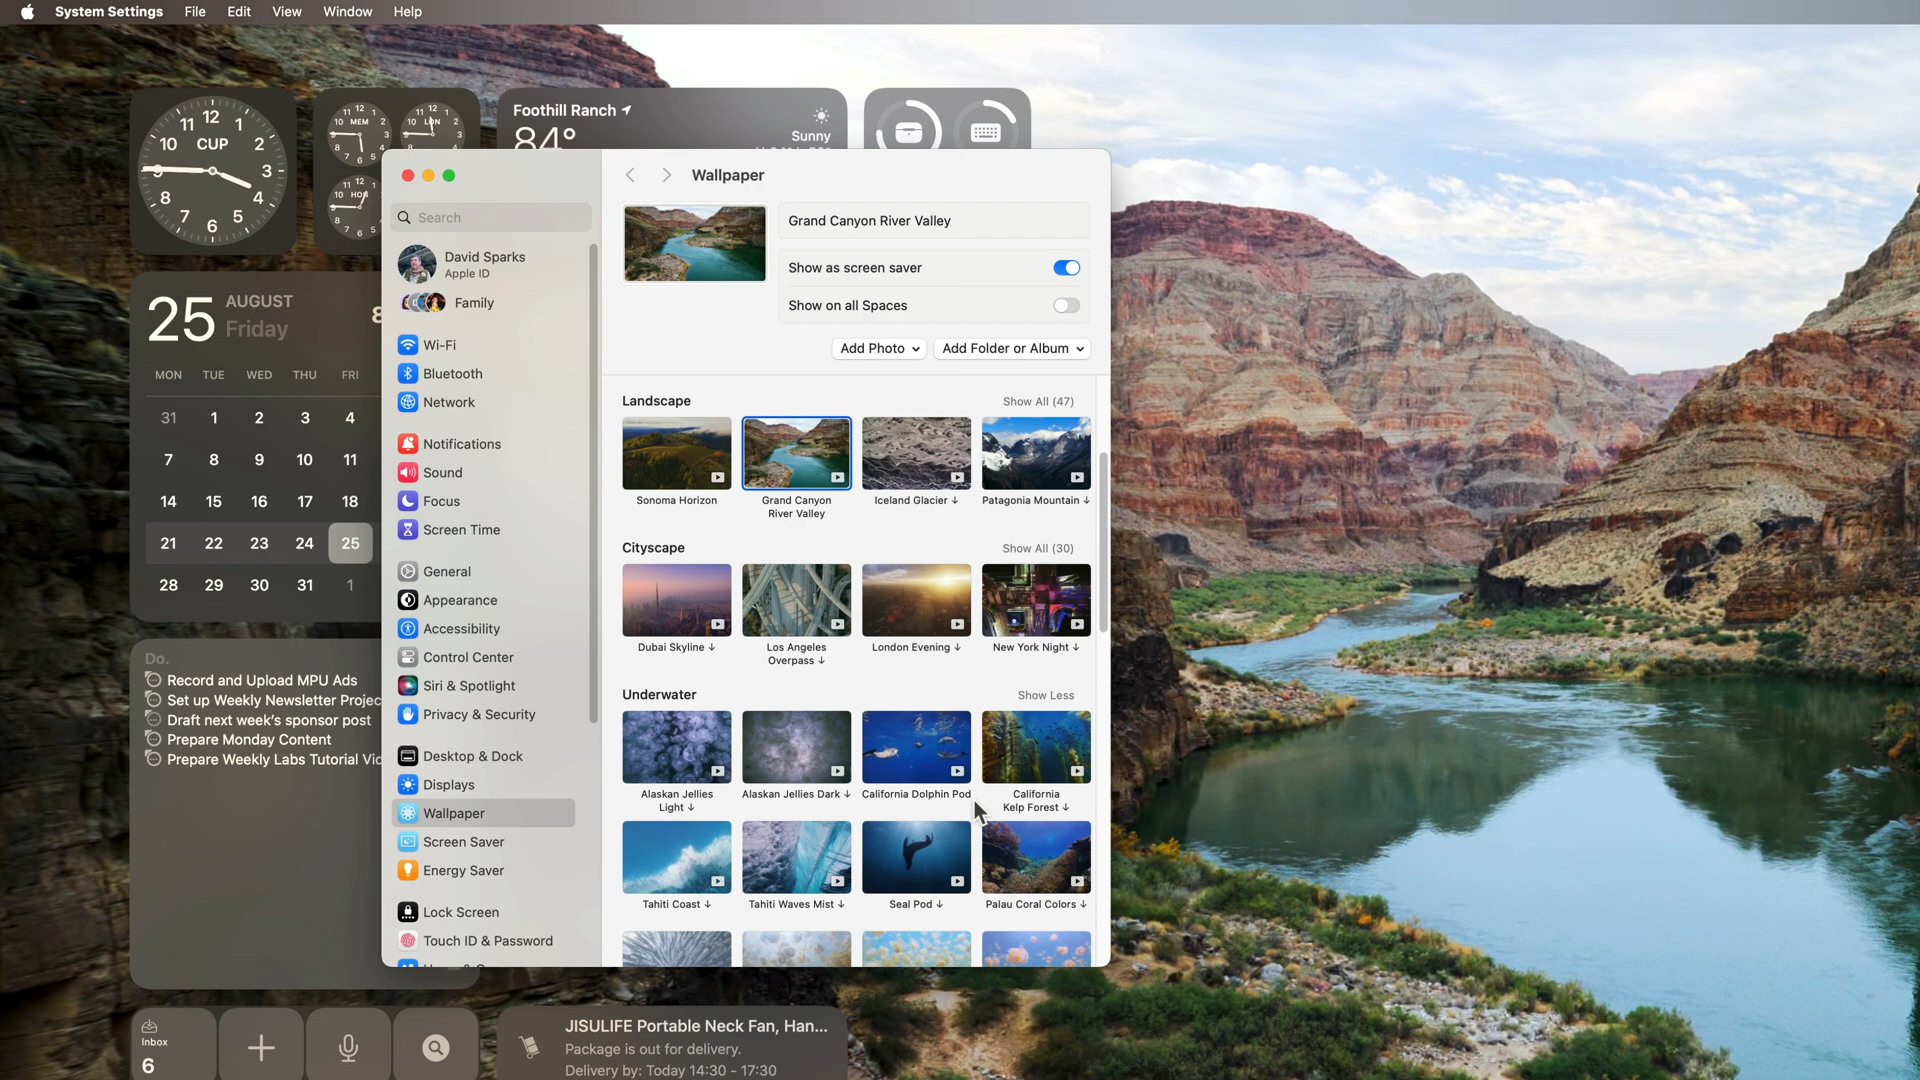 System Settings File Edit View Window Help
CUP
12 1 2 3 4 5 6 7 8 9 10 11
MEM
LON
HON
Foothill Ranch
84°
Sunny
25 AUGUST
Friday
MON TUE WED THU FRI
31 1 2 3 4
7 8 9 10 11
14 15 16 17 18
21 22 23 24 25
28 29 30 31 1
Do.
Record and Upload MPU Ads
Set up Weekly Newsletter Projec
Draft next week's sponsor post
Prepare Monday Content
Prepare Weekly Labs Tutorial Vid
Inbox
6
JISULIFE Portable Neck Fan, Han...
Package is out for delivery.
Delivery by: Today 14:30 - 17:30
Search
David Sparks
Apple ID
Family
Wi-Fi
Bluetooth
Network
Notifications
Sound
Focus
Screen Time
General
Appearance
Accessibility
Control Center
Siri & Spotlight
Privacy & Security
Desktop & Dock
Displays
Wallpaper
Screen Saver
Energy Saver
Lock Screen
Touch ID & Password
Wallpaper
Grand Canyon River Valley
Show as screen saver
Show on all Spaces
Add Photo
Add Folder or Album
Landscape
Show All (47)
Sonoma Horizon
Grand Canyon
River Valley
Iceland Glacier ↓
Patagonia Mountain ↓
Cityscape
Show All (30)
Dubai Skyline ↓
Los Angeles
Overpass ↓
London Evening ↓
New York Night ↓
Underwater
Show Less
Alaskan Jellies
Light ↓
Alaskan Jellies Dark ↓
California Dolphin Pod
California
Kelp Forest ↓
Tahiti Coast ↓
Tahiti Waves Mist ↓
Seal Pod ↓
Palau Coral Colors ↓